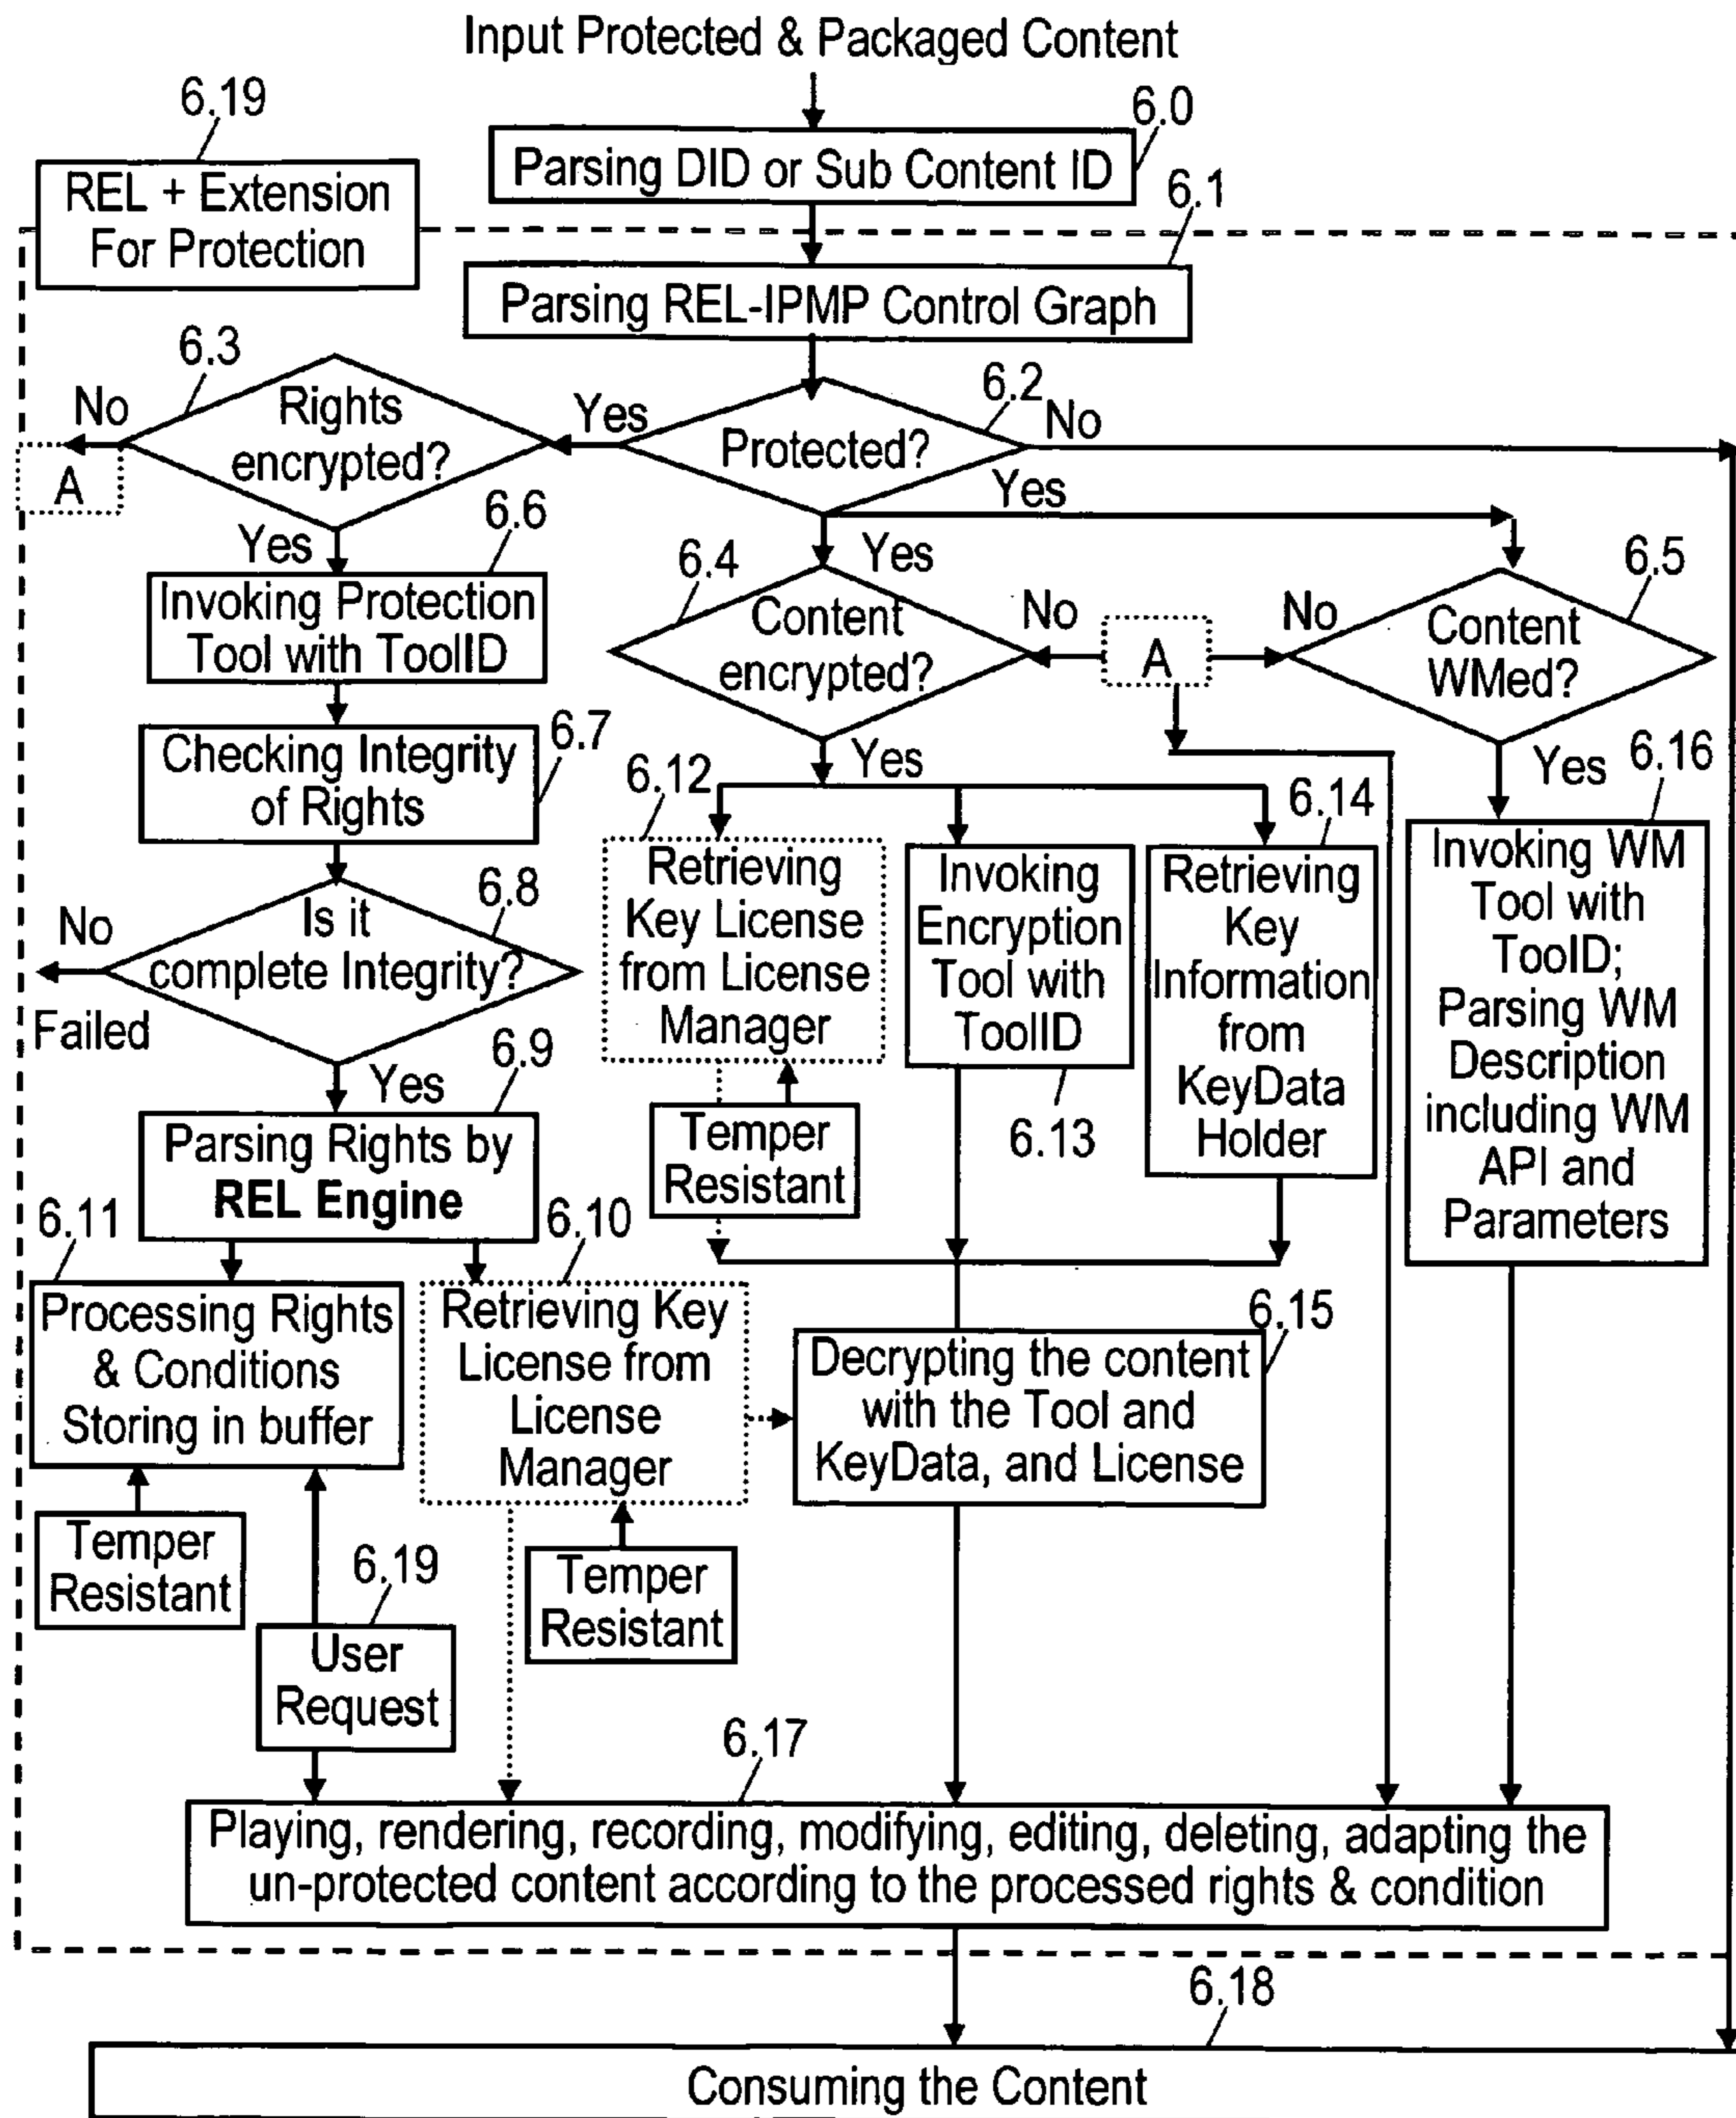 Input Protected & Packaged Content
6.19
6.0
Parsing DID or Sub Content ID
REL + Extension
For Protection
6.1
Parsing REL-IPMP Control Graph
6.3
No
Rights
encrypted?
A
Yes
6.2
Protected?
No
Yes
Yes
6.6
Yes
Invoking Protection
Tool with ToolID
6.4
Content
encrypted?
No
A
No
6.5
Content
WMed?
Checking Integrity
of Rights
6.7
Yes
6.12
6.14
Yes
6.16
Retrieving
Key License
from License
Manager
Invoking
Encryption
Tool with
ToolID
Retrieving
Key
Information
from
KeyData
Holder
Invoking WM
Tool with
TooID;
Parsing WM
Description
including WM
API and
Parameters
6.8
No
Is it
complete Integrity?
Failed
Yes
6.9
Temper
Resistant
6.13
Parsing Rights by
REL Engine
6.11
6.10
Processing Rights
& Conditions
Storing in buffer
Retrieving Key
License from
License
Manager
6.15
Decrypting the content
with the Tool and
KeyData, and License
Temper
Resistant
6.19
User
Request
Temper
Resistant
6.17
Playing, rendering, recording, modifying, editing, deleting, adapting the
un-protected content according to the processed rights & condition
6.18
Consuming the Content